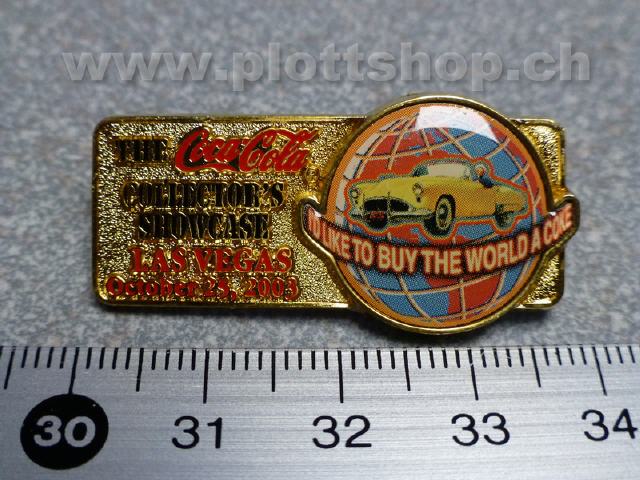 www.plottshop.ch
THE Coca-Cola
COLLECTOR'S
SHOWCASE
LAS VEGAS
October 25, 2003
I'D LIKE TO BUY THE WORLD A COKE
30 31 32 33 34